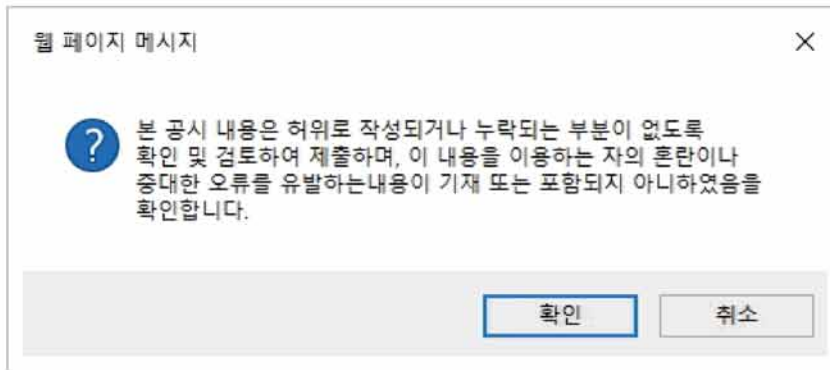 웹 페이지 메시지
본 공시 내용은 허위로 작성되거나 누락되는 부분이 없도록
확인 및 검토하여 제출하며, 이 내용을 이용하는 자의 혼란이나
중대한 오류를 유발하는내용이 기재 또는 포함되지 아니하였음을
확인합니다.
확인
취소